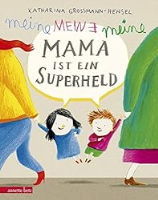 KATHARINA GROSSMANN-HENSEL
meine MEINE meine
MAMA
IST EIN
SUPERHELD
annette betz